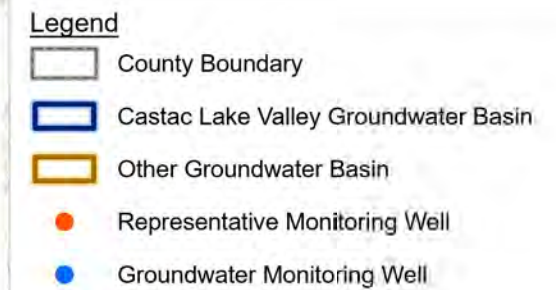 Legend
County Boundary
Castac Lake Valley Groundwater Basin
Other Groundwater Basin
Representative Monitoring Well
Groundwater Monitoring Well